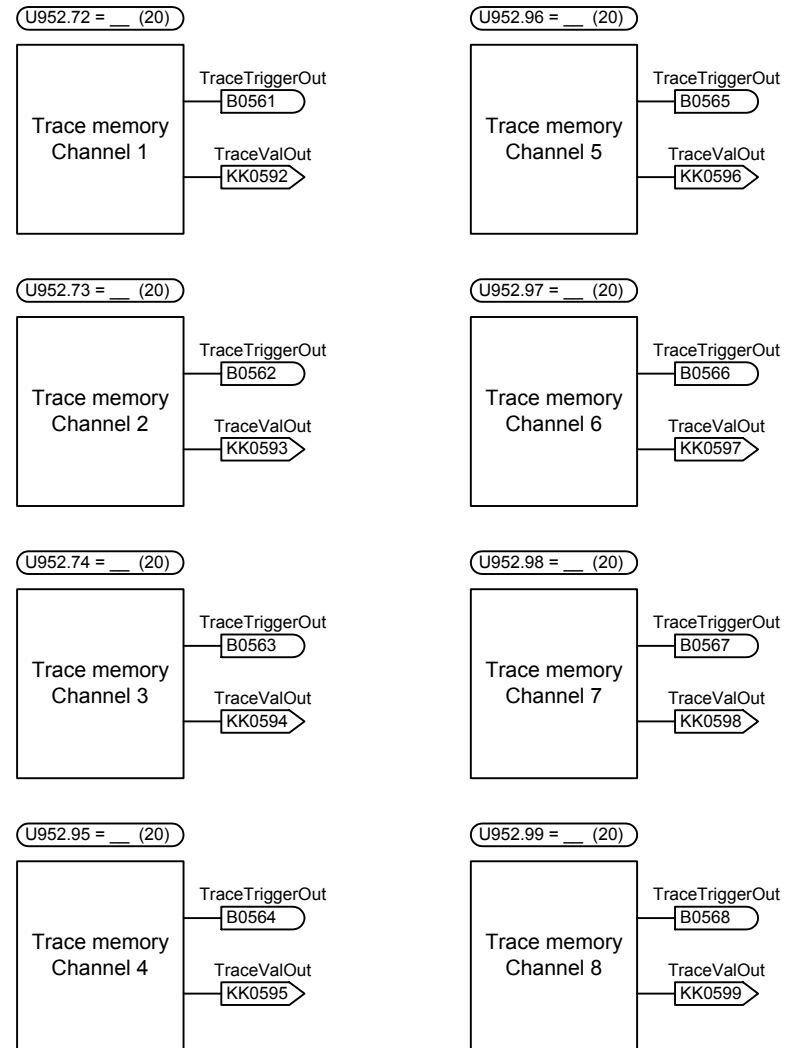 U952.72 = __ (20)
TraceTriggerOut
B0561
Trace memory
Channel 1
TraceValOut
KK0592
U952.73 = __ (20)
TraceTriggerOut
B0562
Trace memory
Channel 2
TraceValOut
KK0593
U952.74 = __ (20)
TraceTriggerOut
B0563
Trace memory
Channel 3
TraceValOut
KK0594
U952.95 = __ (20)
TraceTriggerOut
B0564
Trace memory
Channel 4
TraceValOut
KK0595
U952.96 = __ (20)
TraceTriggerOut
B0565
Trace memory
Channel 5
TraceValOut
KK0596
U952.97 = __ (20)
TraceTriggerOut
B0566
Trace memory
Channel 6
TraceValOut
KK0597
U952.98 = __ (20)
TraceTriggerOut
B0567
Trace memory
Channel 7
TraceValOut
KK0598
U952.99 = __ (20)
TraceTriggerOut
B0568
Trace memory
Channel 8
TraceValOut
KK0599